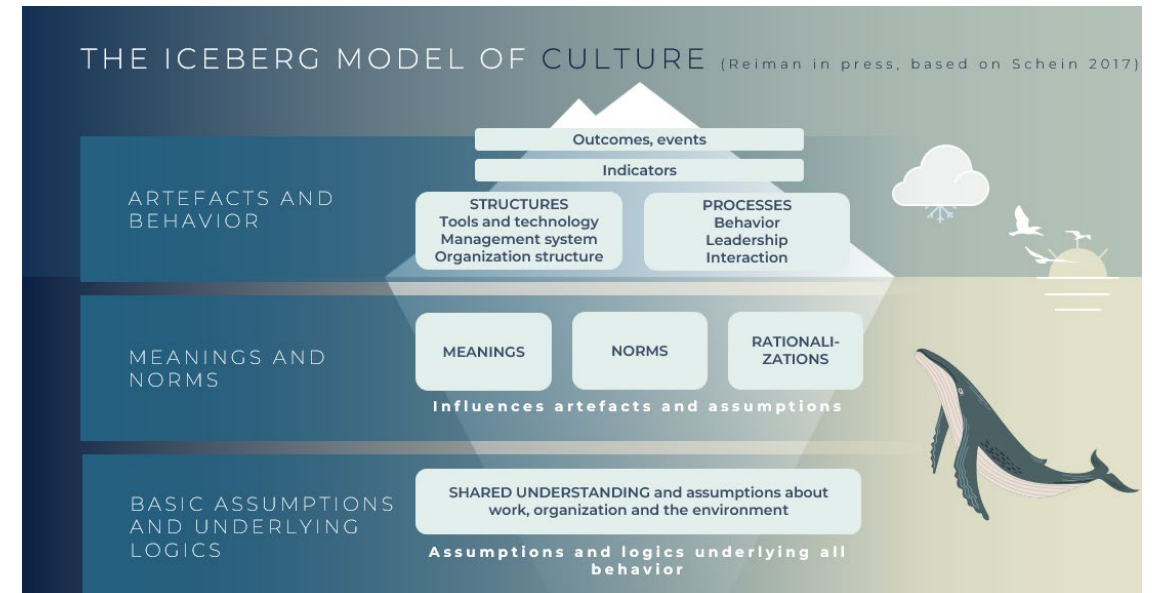 THE ICEBERG MODEL OF CULTURE (Reiman in press, based on Schein 2017)
ARTEFACTS AND
BEHAVIOR
Outcomes, events
Indicators
STRUCTURES
Tools and technology
Management system
Organization structure
PROCESSES
Behavior
Leadership
Interaction
MEANINGS AND
NORMS
MEANINGS
NORMS
RATIONALI-
ZATIONS
Influences artefacts and assumptions
BASIC ASSUMPTIONS
AND UNDERLYING
LOGICS
SHARED UNDERSTANDING and assumptions about
work, organization and the environment
Assumptions and logics underlying all
behavior